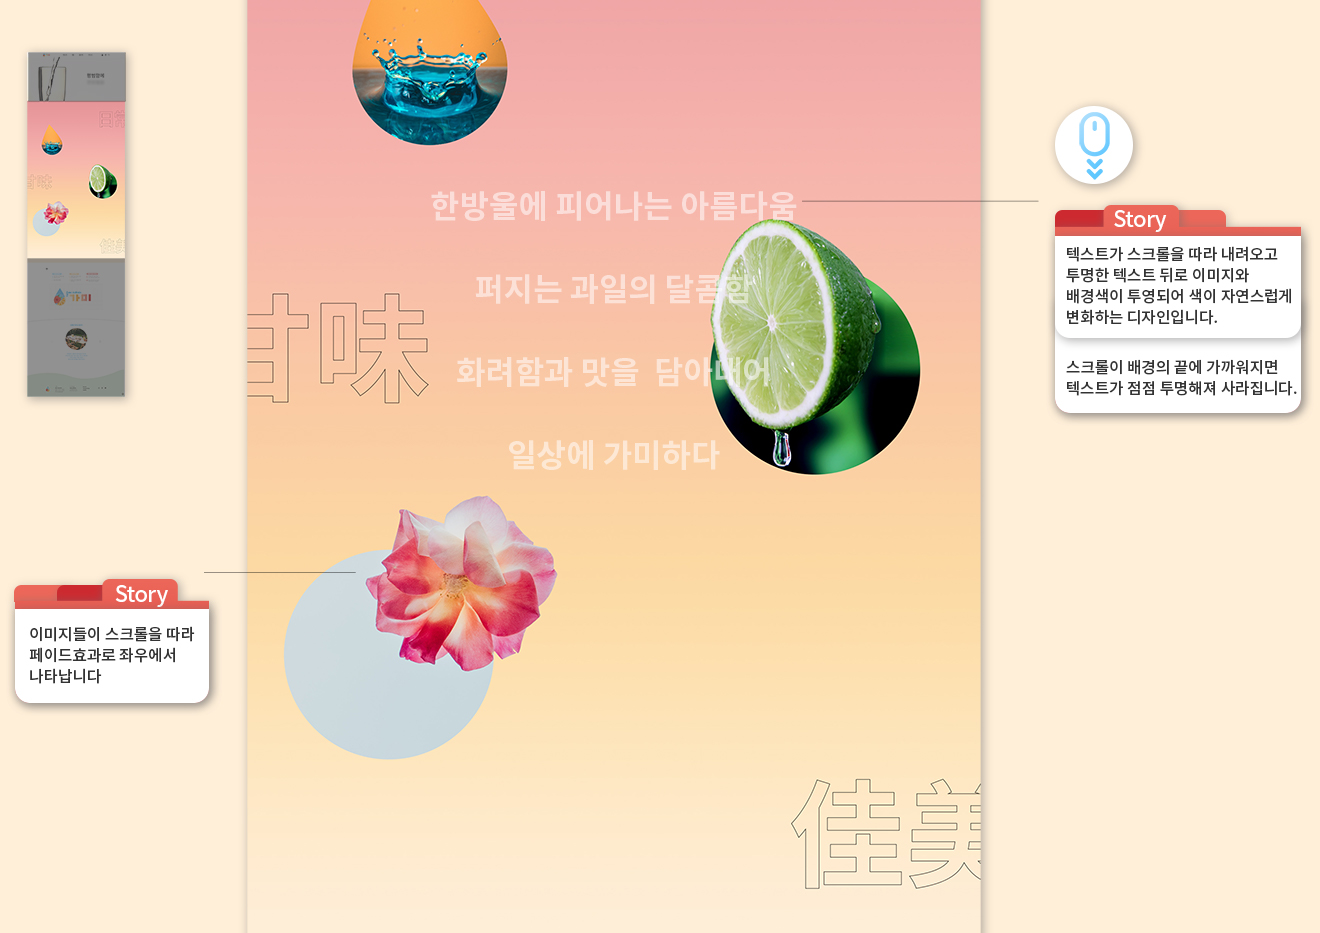 한방울에 피어나는 아름다움
퍼지는 과일의 달콤함
화려함과 맛을 담아내어
일상에 가미하다
甘味
佳美
Story
텍스트가 스크롤을 따라 내려오고
투명한 텍스트 뒤로 이미지와
배경색이 투영되어 색이 자연스럽게
변화하는 디자인입니다.
스크롤이 배경의 끝에 가까워지면
텍스트가 점점 투명해져 사라집니다.
Story
이미지들이 스크롤을 따라
페이드효과로 좌우에서
나타납니다